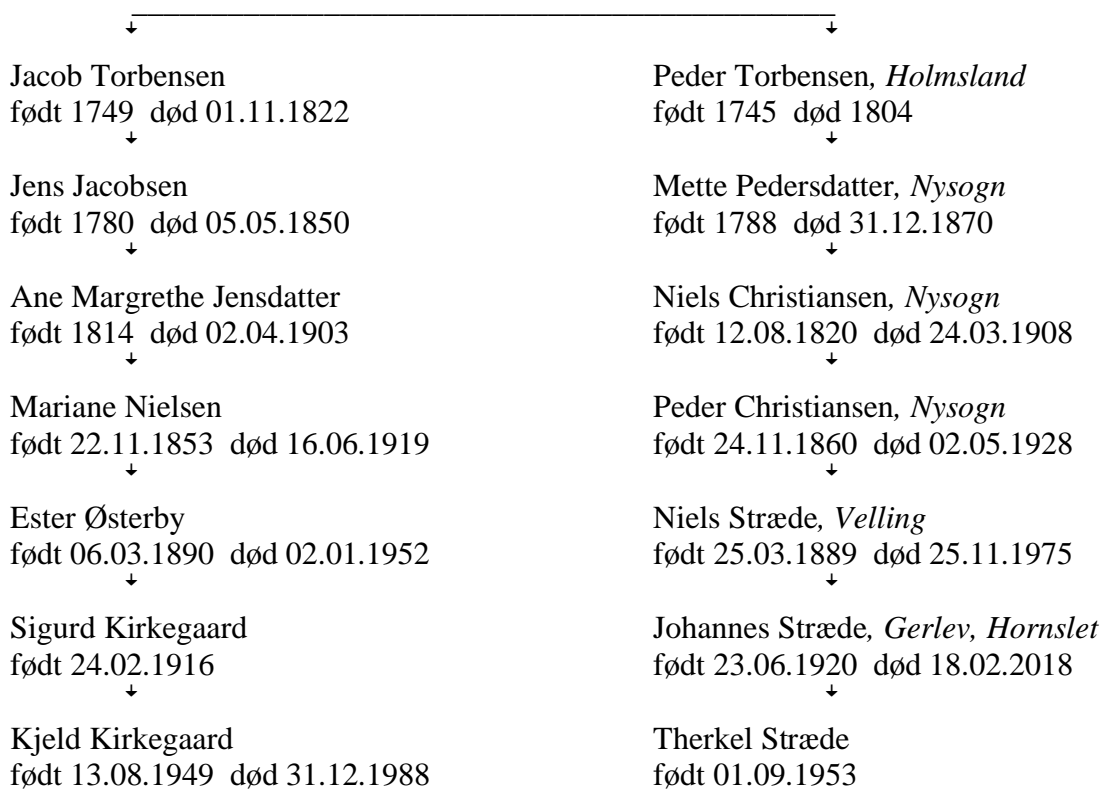 Jacob Torbensen
født 1749  død 01.11.1822
Jens Jacobsen
født 1780  død 05.05.1850
Ane Margrethe Jensdatter
født 1814  død 02.04.1903
Mariane Nielsen
født 22.11.1853  død 16.06.1919
Ester Østerby
født 06.03.1890  død 02.01.1952
Sigurd Kirkegaard
født 24.02.1916
Kjeld Kirkegaard
født 13.08.1949  død 31.12.1988
Peder Torbensen, Holmsland
født 1745  død 1804
Mette Pedersdatter, Nysogn
født 1788  død 31.12.1870
Niels Christiansen, Nysogn
født 12.08.1820  død 24.03.1908
Peder Christiansen, Nysogn
født 24.11.1860  død 02.05.1928
Niels Stræde, Velling
født 25.03.1889  død 25.11.1975
Johannes Stræde, Gerlev, Hornslet
født 23.06.1920  død 18.02.2018
Therkel Stræde
født 01.09.1953